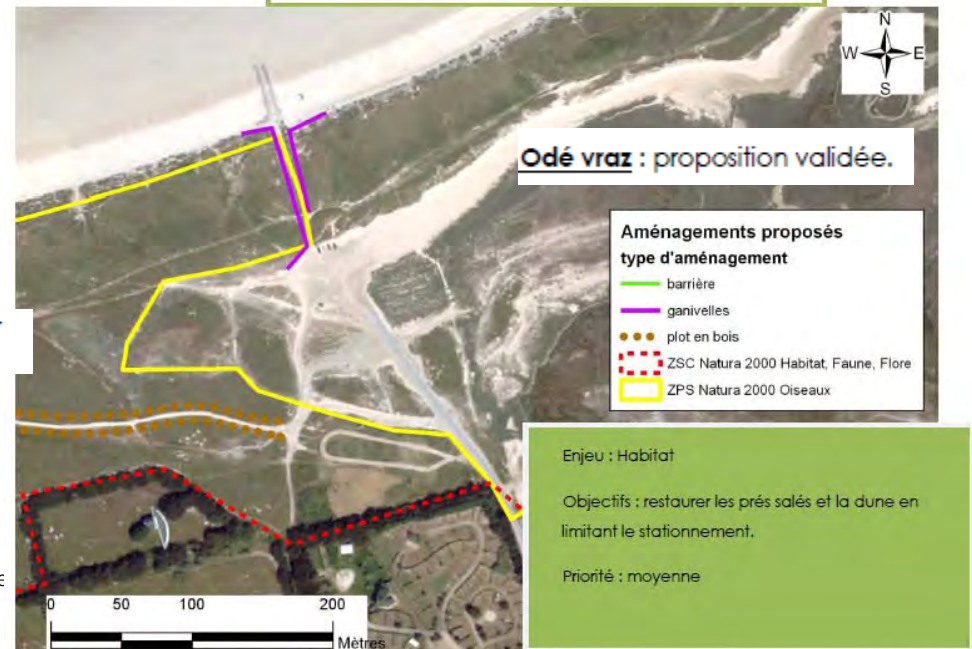 N
W E
S
Odé vraz : proposition validée.
Aménagements proposés
type d'aménagement
barrière
ganivelles
plot en bois
ZSC Natura 2000 Habitat, Faune, Flore
ZPS Natura 2000 Oiseaux
Enjeu : Habitat
Objectifs : restaurer les prés salés et la dune en
limitant le stationnement.
Priorité : moyenne
0 50 100 200
Mètres